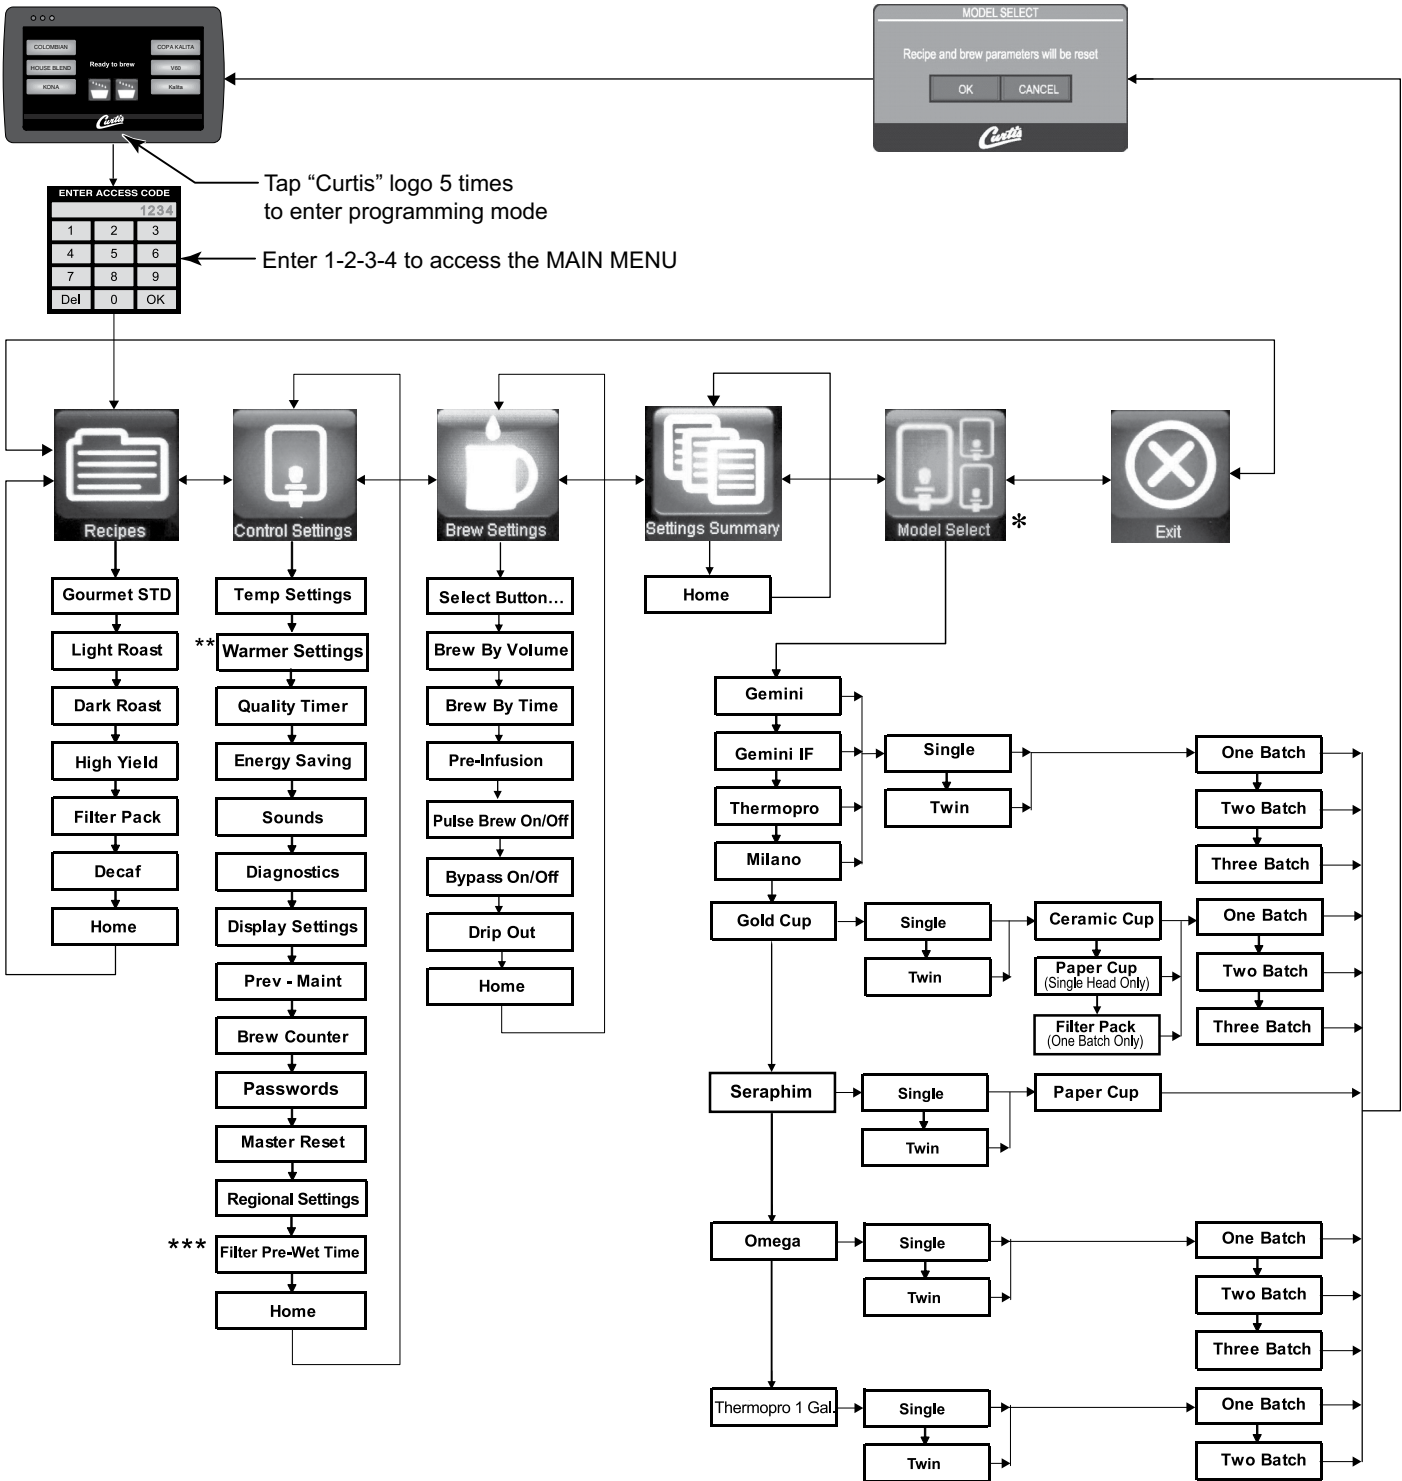 MODEL SELECT
Recipe and brew parameters will be reset
OK CANCEL
Curtis
COLOMBIAN
HOUSE BLEND
KONA
Ready to brew
COPA KALITA
V60
Kalita
Curtis
Tap “Curtis” logo 5 times
to enter programming mode
ENTER ACCESS CODE
1234
1 2 3
4 5 6
7 8 9
Del 0 OK
Enter 1-2-3-4 to access the MAIN MENU
Recipes
Gourmet STD
Light Roast
Dark Roast
High Yield
Filter Pack
Decaf
Home
Control Settings
Temp Settings
** Warmer Settings
Quality Timer
Energy Saving
Sounds
Diagnostics
Display Settings
Prev - Maint
Brew Counter
Passwords
Master Reset
Regional Settings
*** Filter Pre-Wet Time
Home
Brew Settings
Select Button...
Brew By Volume
Brew By Time
Pre-Infusion
Pulse Brew On/Off
Bypass On/Off
Drip Out
Home
Settings Summary
Home
Model Select *
Exit
Gemini
Gemini IF
Thermopro
Milano
Single
Twin
One Batch
Two Batch
Three Batch
Gold Cup
Single
Twin
Ceramic Cup
Paper Cup
(Single Head Only)
Filter Pack
(One Batch Only)
One Batch
Two Batch
Three Batch
Seraphim
Single
Twin
Paper Cup
Omega
Single
Twin
One Batch
Two Batch
Three Batch
Thermopro 1 Gal.
Single
Twin
One Batch
Two Batch